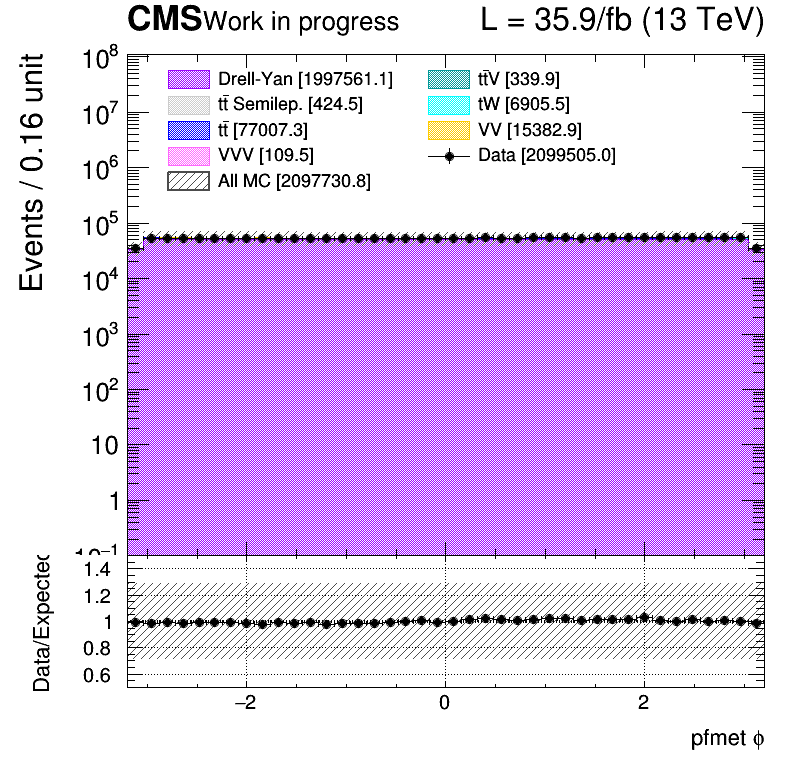 CMS Work in progress L = 35.9/fb (13 TeV)
Events / 0.16 unit
10⁸
10⁷
10⁶
10⁵
10⁴
10³
10²
10
1
10⁻¹
Drell-Yan [1997561.1]
tt̄ Semilep. [424.5]
tt̄ [77007.3]
VVV [109.5]
All MC [2097730.8]
tt̄V [339.9]
tW [6905.5]
VV [15382.9]
Data [2099505.0]
Data/Expected
1.4
1.2
1
0.8
0.6
−2 0 2
pfmet ϕ